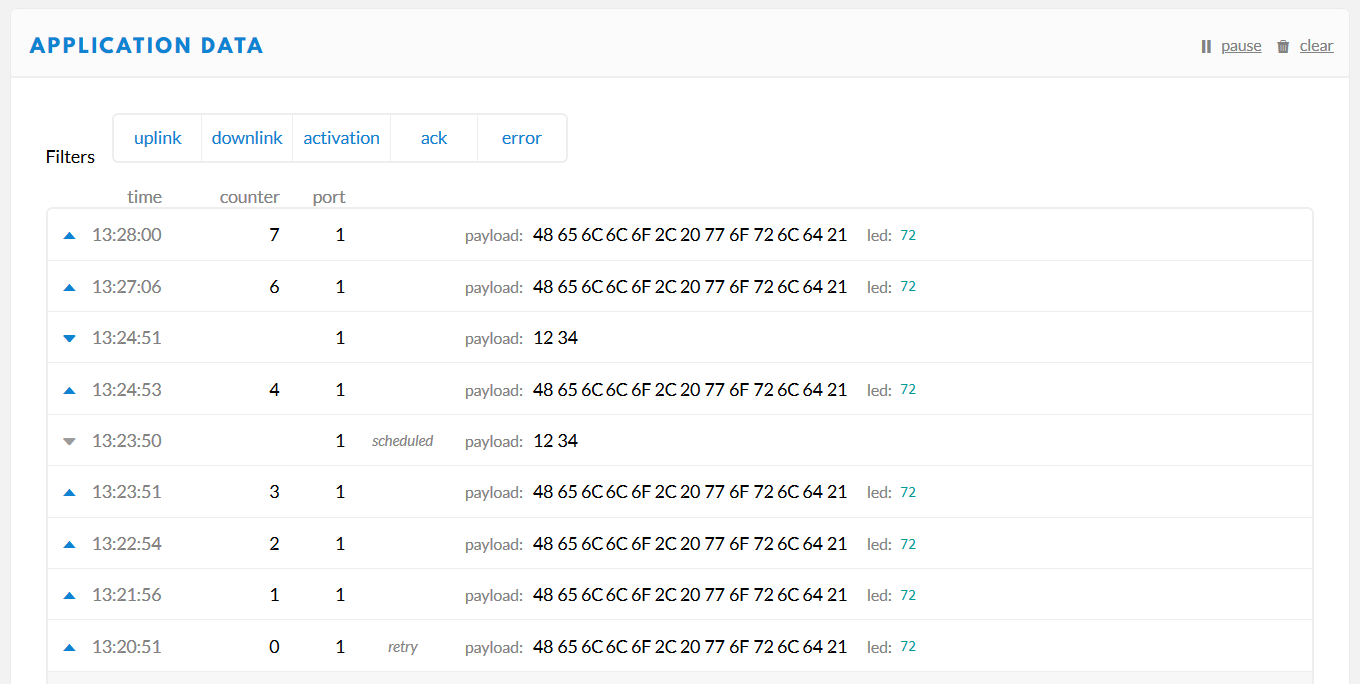 APPLICATION DATA pause clear
Filters uplink downlink activation ack error
time counter port
13:28:00 7 1 payload: 48 65 6C 6C 6F 2C 20 77 6F 72 6C 64 21 led: 72
13:27:06 6 1 payload: 48 65 6C 6C 6F 2C 20 77 6F 72 6C 64 21 led: 72
13:24:51 1 payload: 12 34
13:24:53 4 1 payload: 48 65 6C 6C 6F 2C 20 77 6F 72 6C 64 21 led: 72
13:23:50 1 scheduled payload: 12 34
13:23:51 3 1 payload: 48 65 6C 6C 6F 2C 20 77 6F 72 6C 64 21 led: 72
13:22:54 2 1 payload: 48 65 6C 6C 6F 2C 20 77 6F 72 6C 64 21 led: 72
13:21:56 1 1 payload: 48 65 6C 6C 6F 2C 20 77 6F 72 6C 64 21 led: 72
13:20:51 0 1 retry payload: 48 65 6C 6C 6F 2C 20 77 6F 72 6C 64 21 led: 72